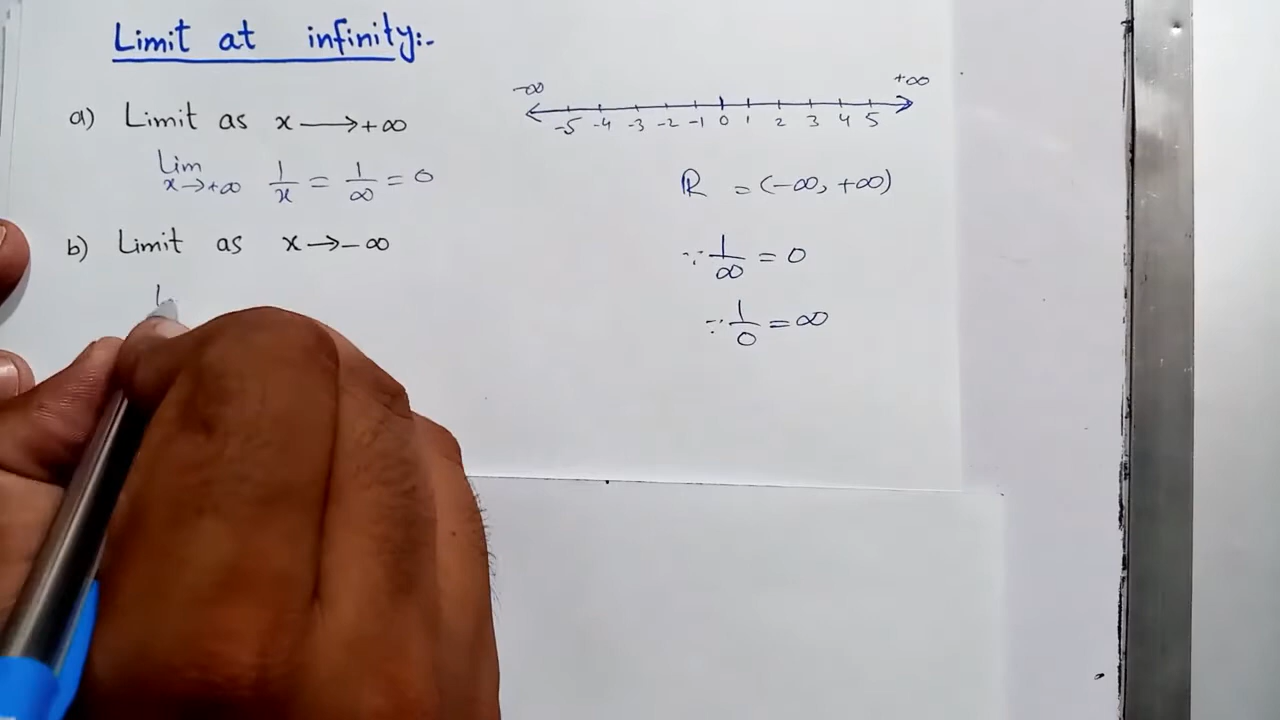 Limit at infinity:-
a) Limit as x ⟶ +∞
Lim x→+∞ 1/x = 1/∞ = 0
b) Limit as x → -∞
-∞ +∞
-5 -4 -3 -2 -1 0 1 2 3 4 5
R = (-∞, +∞)
∵ 1/∞ = 0
∵ 1/0 = ∞